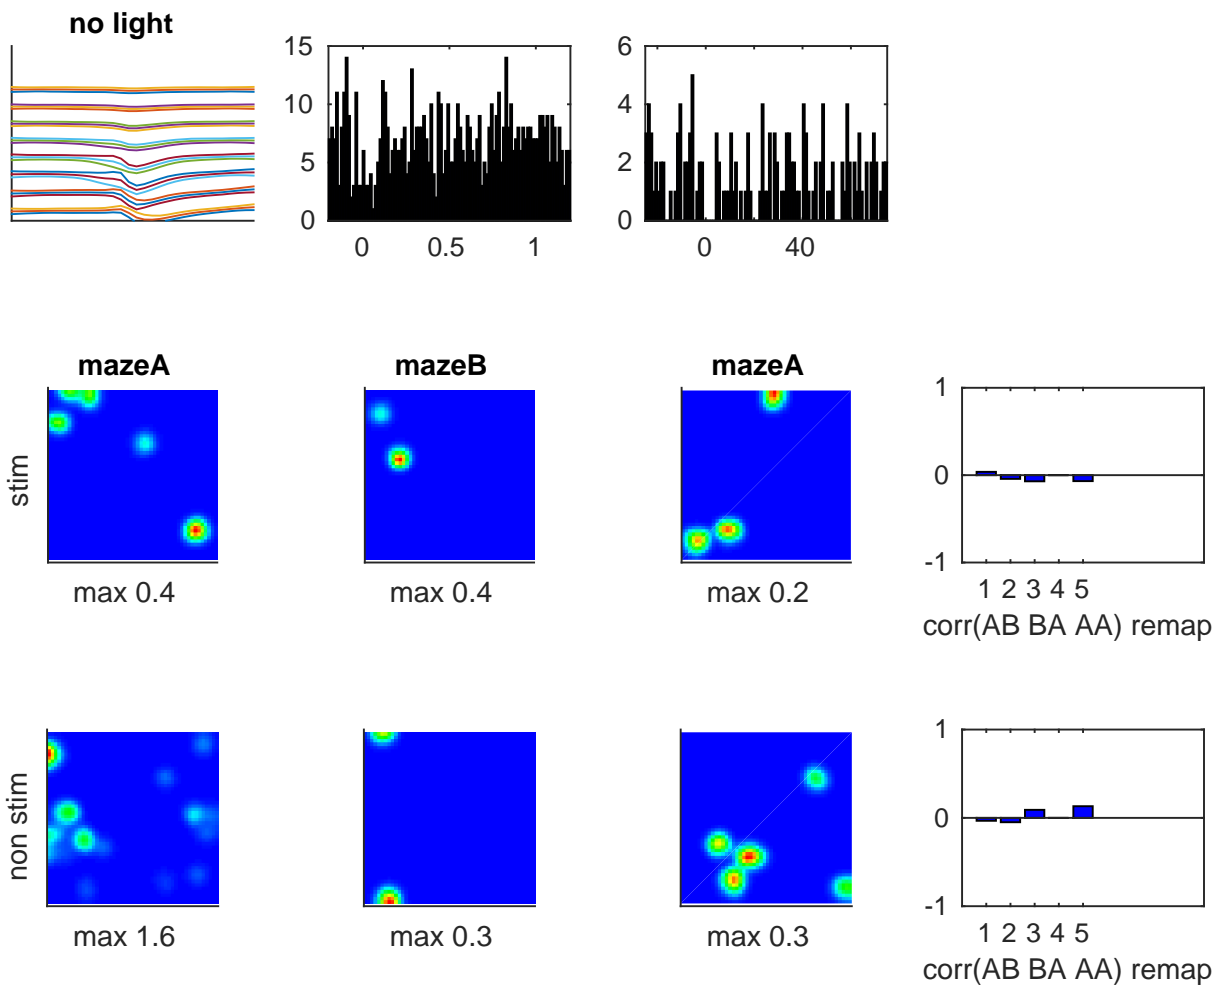 no light
15
10
5
0
0 0.5 1
6
4
2
0
0 40
mazeA mazeB mazeA
stim
max 0.4 max 0.4 max 0.2
1
0
-1
1 2 3 4 5
corr(AB BA AA) remap
non stim
max 1.6 max 0.3 max 0.3
1
0
-1
1 2 3 4 5
corr(AB BA AA) remap